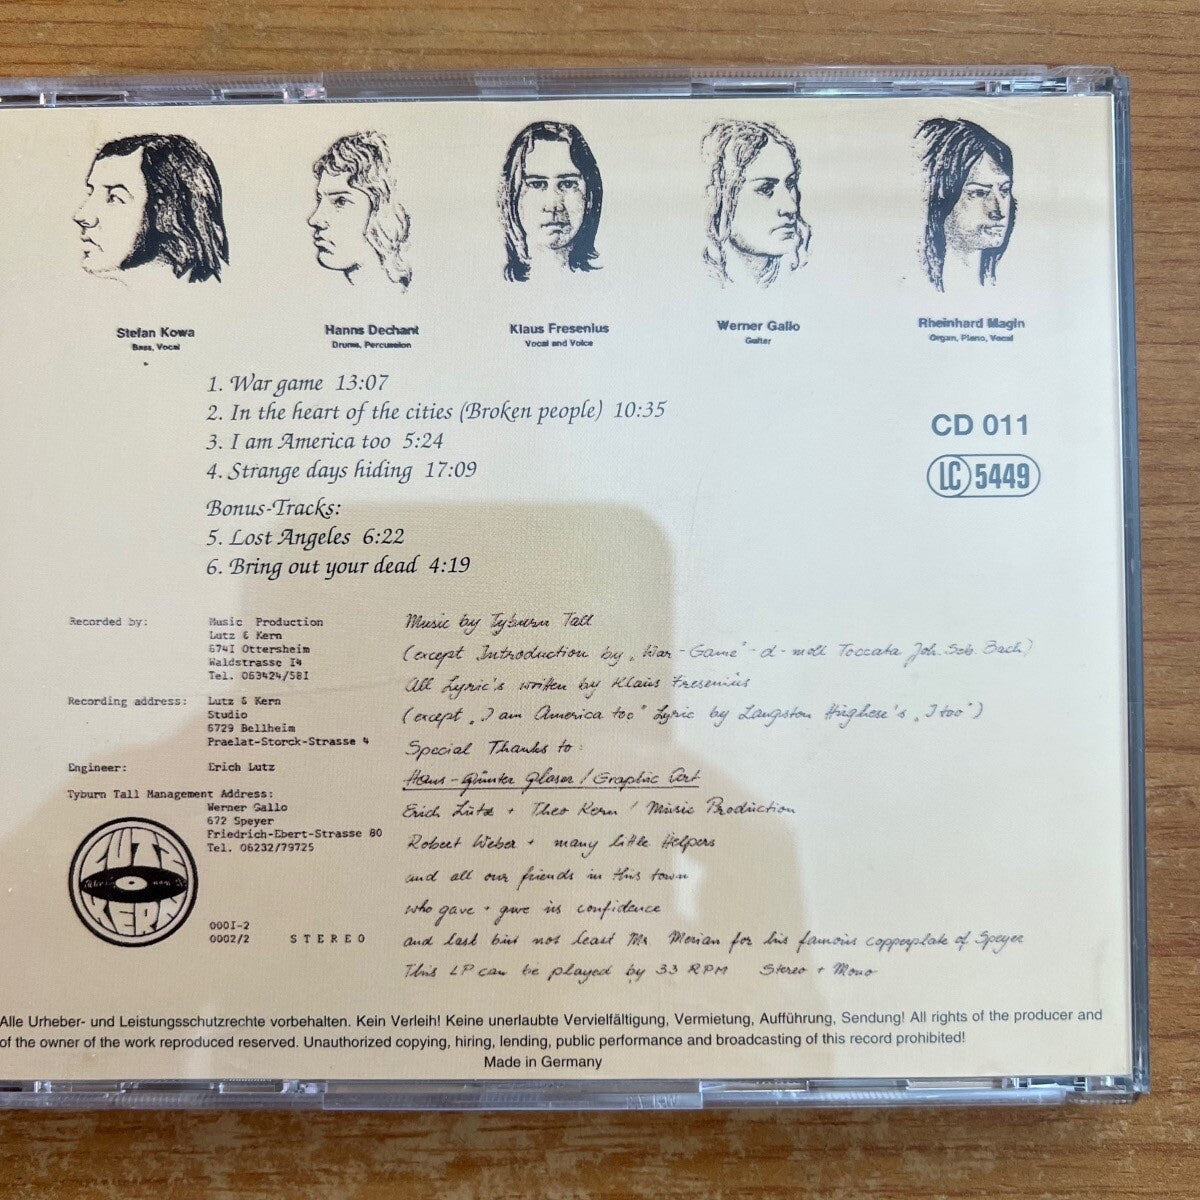 Stefan Kowa
Bass, Vocal
Hanns Dechant
Drums, Percussion
Klaus Fresenius
Vocal and Voice
Werner Gallo
Guiter
Rheinhard Magin
Organ, Piano, Vocal
1. War game 13:07
2. In the heart of the cities (Broken people) 10:35
3. I am America too 5:24
4. Strange days hiding 17:09
Bonus-Tracks:
5. Lost Angeles 6:22
6. Bring out your dead 4:19
CD 011
LC 5449
Recorded by: Music Production
Lutz & Kern
674I Ottersheim
Waldstrasse I4
Tel. 063424/58I
Recording address: Lutz & Kern
Studio
6729 Bellheim
Praelat-Storck-Strasse 4
Engineer: Erich Lutz
Tyburn Tall Management Address:
Werner Gallo
672 Speyer
Friedrich-Ebert-Strasse 80
Tel. 06232/79725
LUTZ
KERN
000I-2
0002/2 STEREO
Music by Tyburn Tall
(except Introduction by „War-Game" - d-moll Toccata Joh. Seb. Bach)
All Lyric's written by Klaus Fresenius
(except „I am America too" Lyric by Langston Hughese's „I too")
Special Thanks to:
Hans-Günter Glaser / Graphic Art
Erich Lutz + Theo Kern / Music Production
Robert Weber + many little Helpers
and all our friends in this town
who gave + give us confidence
and last but not least Mr. Merian for his famous copperplate of Speyer
This LP can be played by 33 RPM Stereo + Mono
Alle Urheber- und Leistungsschutzrechte vorbehalten. Kein Verleih! Keine unerlaubte Vervielfältigung, Vermietung, Aufführung, Sendung! All rights of the producer and
of the owner of the work reproduced reserved. Unauthorized copying, hiring, lending, public performance and broadcasting of this record prohibited!
Made in Germany